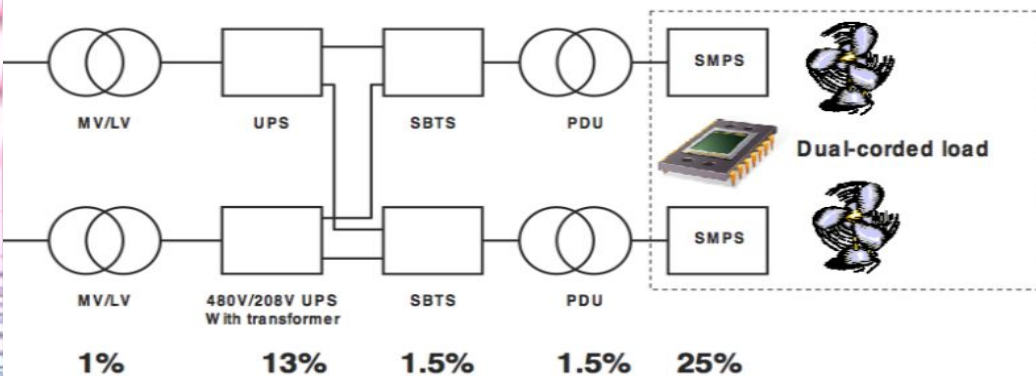 SMPS
MV/LV UPS SBTS PDU
Dual-corded load
SMPS
MV/LV 480V/208V UPS SBTS PDU
With transformer
1% 13% 1.5% 1.5% 25%